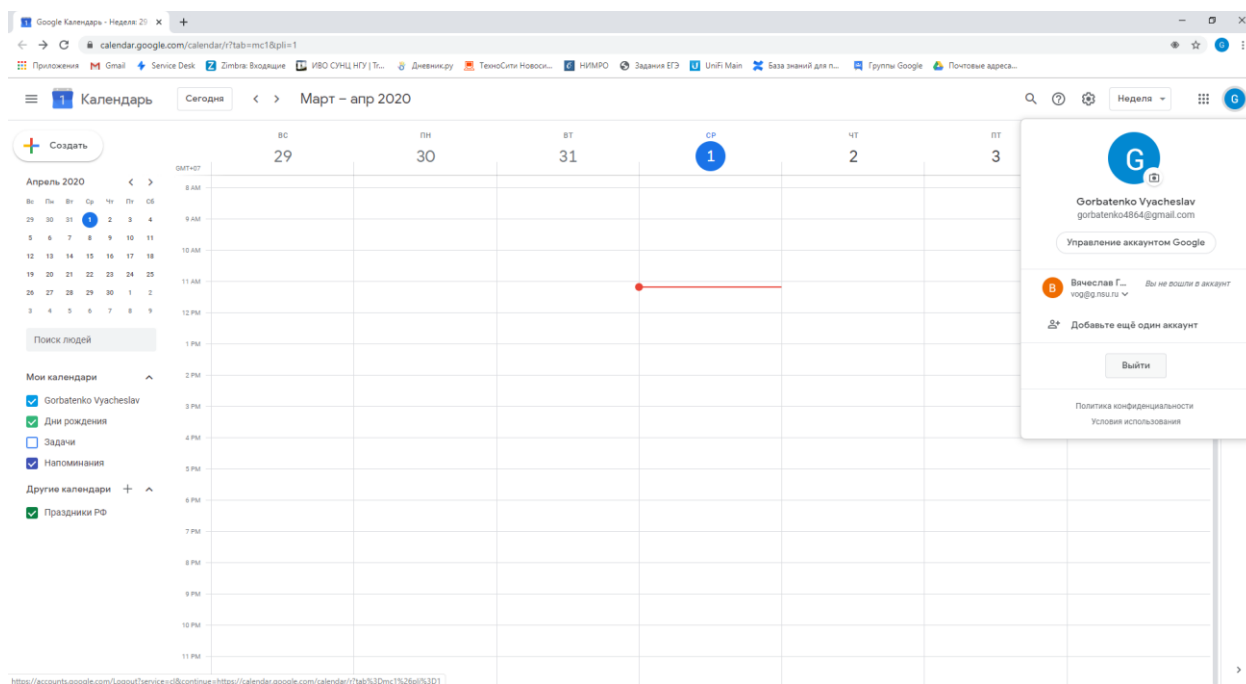 Google Календарь - Неделя: 29
calendar.google.com/calendar/r?tab=mc1&pli=1
Приложения Gmail Service Desk Zimbra: Входящие ИВО СУНЦ НГУ | Tr... Дневник.ру ТехноСити Новоси... НИМРО Задания ЕГЭ UniFi Main База знаний для п... Группы Google Почтовые адреса...
1 Календарь Сегодня Март – апр 2020 Неделя G
Создать
GMT+07
ВС ПН ВТ СР ЧТ ПТ
29 30 31 1 2 3
Апрель 2020
Вс Пн Вт Ср Чт Пт Сб
29 30 31 1 2 3 4
5 6 7 8 9 10 11
12 13 14 15 16 17 18
19 20 21 22 23 24 25
26 27 28 29 30 1 2
3 4 5 6 7 8 9
Поиск людей
Мои календари
Gorbatenko Vyacheslav
Дни рождения
Задачи
Напоминания
Другие календари
Праздники РФ
8 AM
9 AM
10 AM
11 AM
12 PM
1 PM
2 PM
3 PM
4 PM
5 PM
6 PM
7 PM
8 PM
9 PM
10 PM
11 PM
G
Gorbatenko Vyacheslav
gorbatenko4864@gmail.com
Управление аккаунтом Google
В Вячеслав Г... Вы не вошли в аккаунт
vog@g.nsu.ru
Добавьте ещё один аккаунт
Выйти
Политика конфиденциальности
Условия использования
https://accounts.google.com/Logout?service=cl&continue=https://calendar.google.com/calendar/r?tab%3Dmc1%26pli%3D1